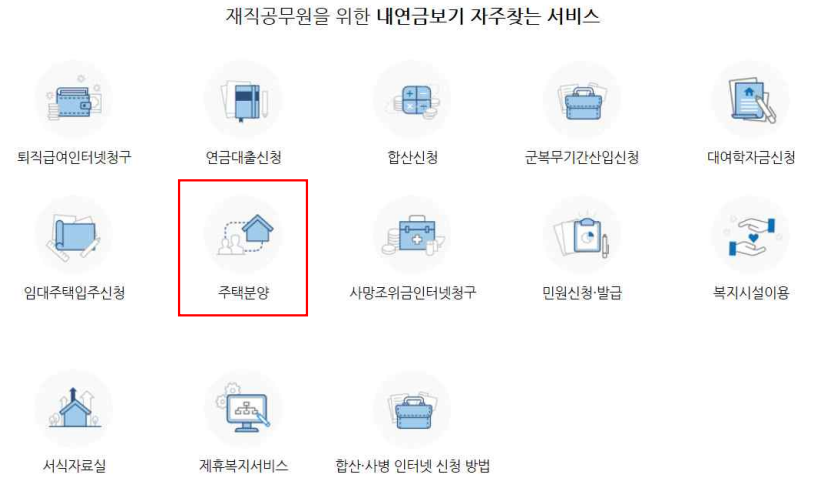 재직공무원을 위한 내연금보기 자주찾는 서비스
퇴직급여인터넷청구
연금대출신청
합산신청
군복무기간산입신청
대여학자금신청
임대주택입주신청
주택분양
사망조위금인터넷청구
민원신청·발급
복지시설이용
서식자료실
제휴복지서비스
합산·사병 인터넷 신청 방법